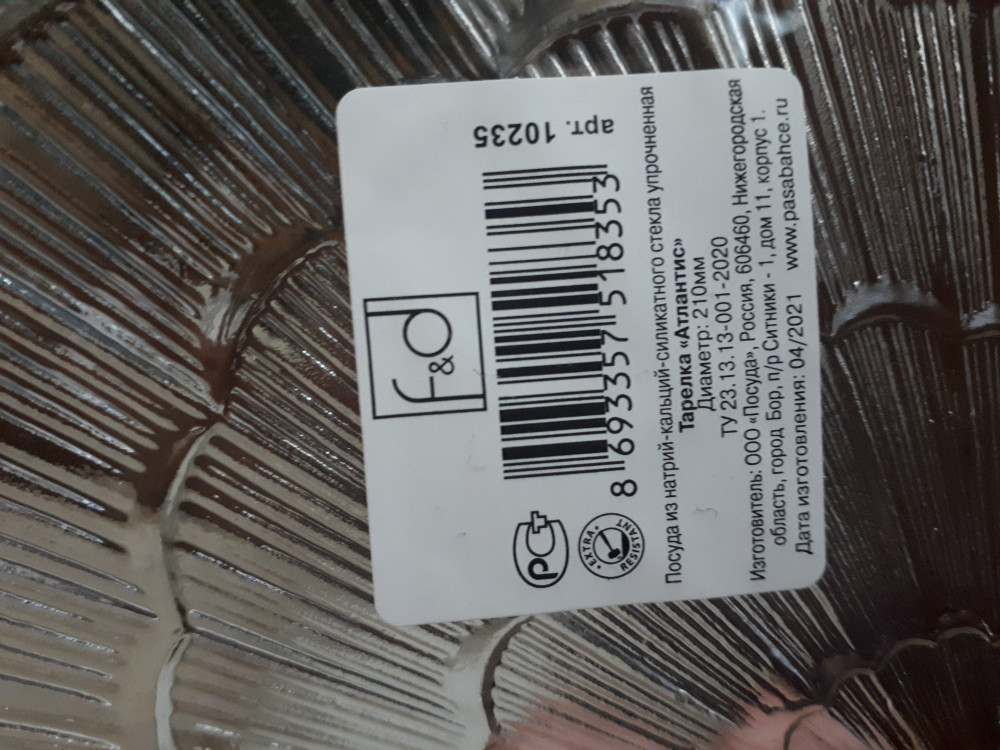 f&d
арт. 10235
8 693357 518353
PC
EXTRA RESISTANT
Посуда из натрий-кальций-силикатного стекла упрочненная
Тарелка «Атлантис»
Диаметр: 210мм
ТУ 23.13.13-001-2020
Изготовитель: ООО «Посуда», Россия, 606460, Нижегородская
область, город Бор, п/р Ситники - 1, дом 11, корпус 1.
Дата изготовления: 04/2021 www.pasabahce.ru